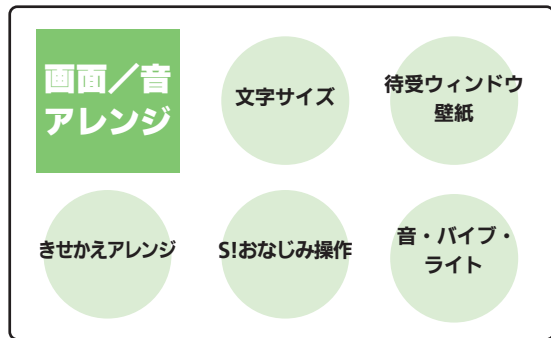 画面／音
アレンジ
文字サイズ
待受ウィンドウ
壁紙
きせかえアレンジ
S!おなじみ操作
音・バイブ・
ライト